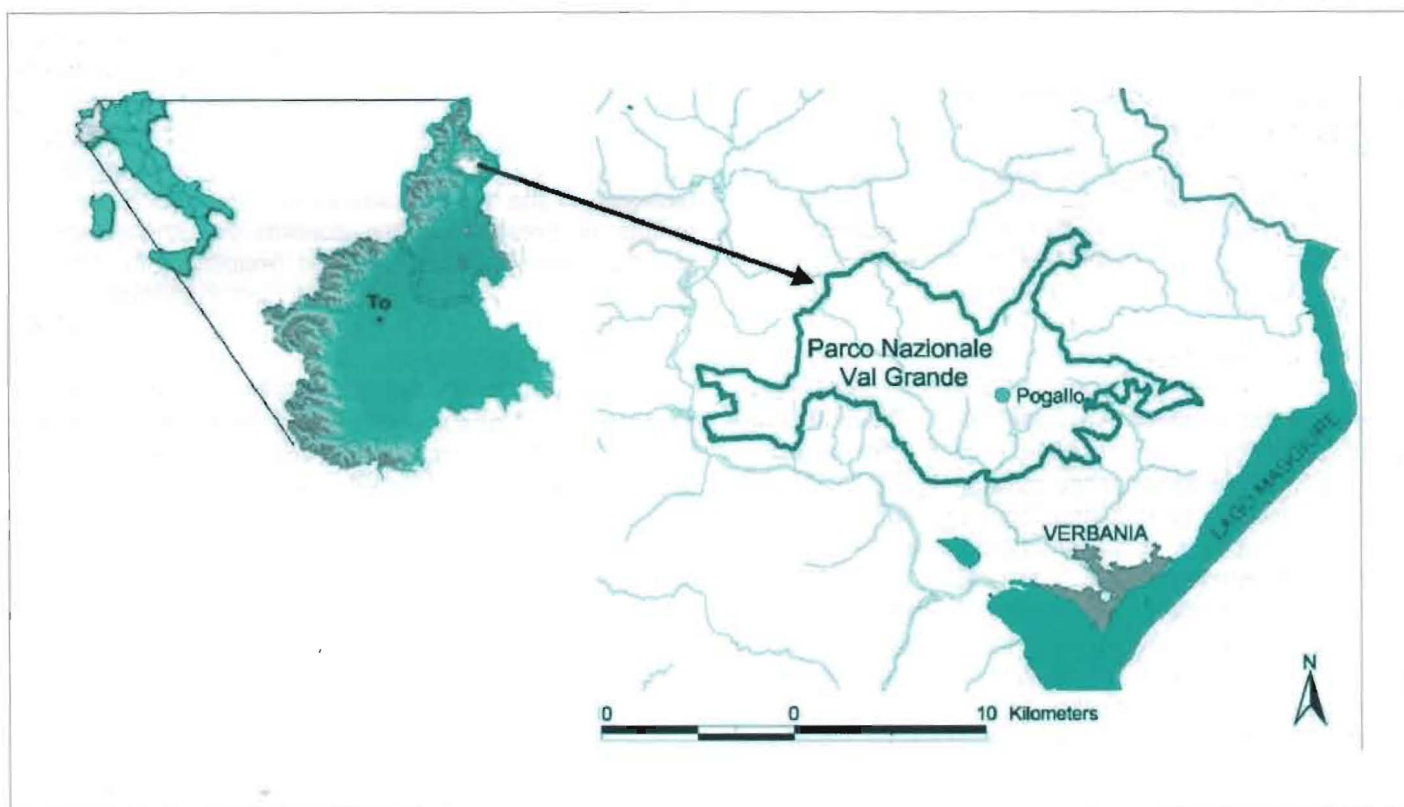 To
Parco Nazionale
Val Grande
Pogallo
LAGO MAGGIORE
VERBANIA
N
0 0 10 Kilometers